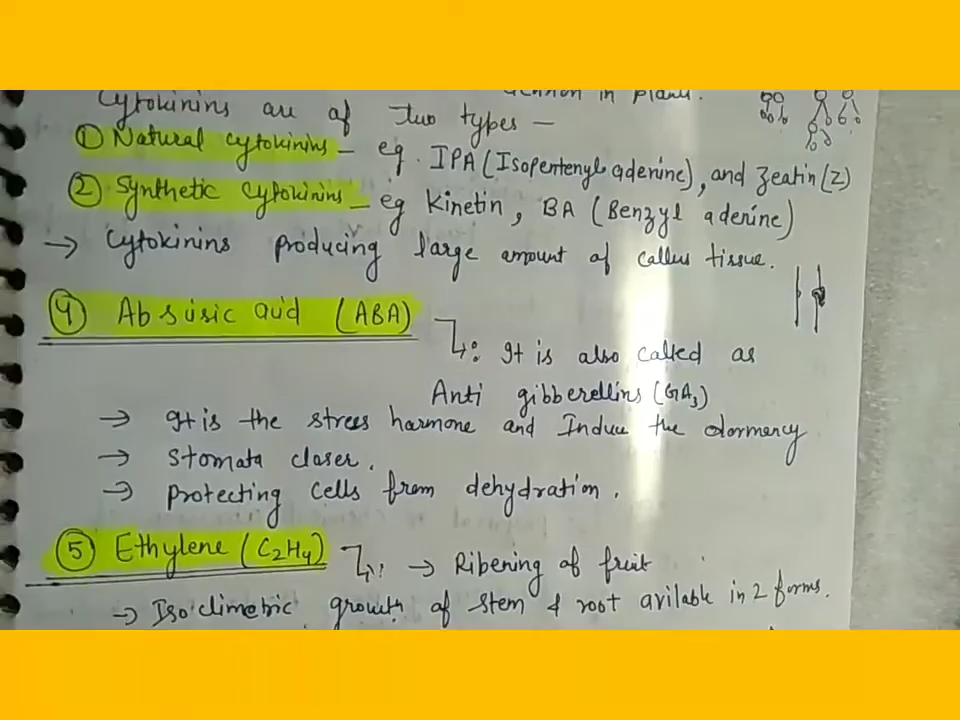 in plants.
Cytokinins are of Two types —
① Natural cytokinins — eg. IPA (Isopentenyl adenine), and Zeatin (Z)
② Synthetic cytokinins — eg Kinetin, BA (Benzyl adenine)
→ Cytokinins producing large amount of callus tissue.
④ Absisic acid (ABA)
It is also called as
Anti gibberellins (GA3)
→ It is the stress harmone and Induce the dormency
→ Stomata closer.
→ Protecting cells from dehydration.
⑤ Ethylene (C2H4) → Ribening of fruit
→ Isoclimetric growth of stem & root avilable in 2 forms.